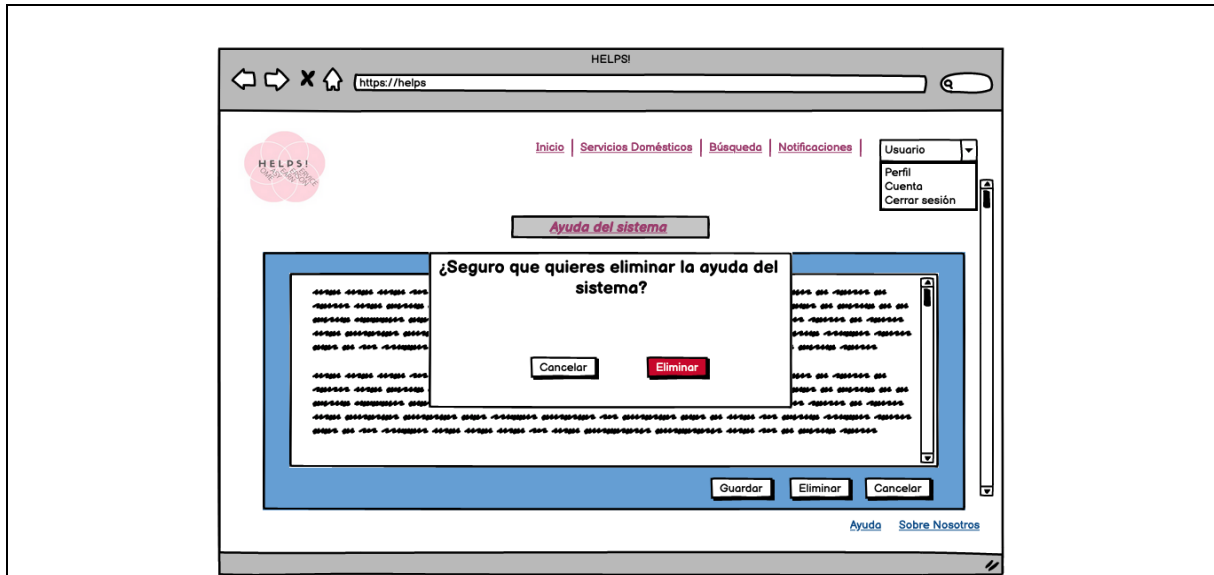 HELPS!
https://helps
Inicio | Servicios Domésticos | Búsqueda | Notificaciones |
Usuario
Perfil
Cuenta
Cerrar sesión
HELPS!
Ayuda del sistema
¿Seguro que quieres eliminar la ayuda del
sistema?
Cancelar
Eliminar
Guardar
Eliminar
Cancelar
Ayuda
Sobre Nosotros